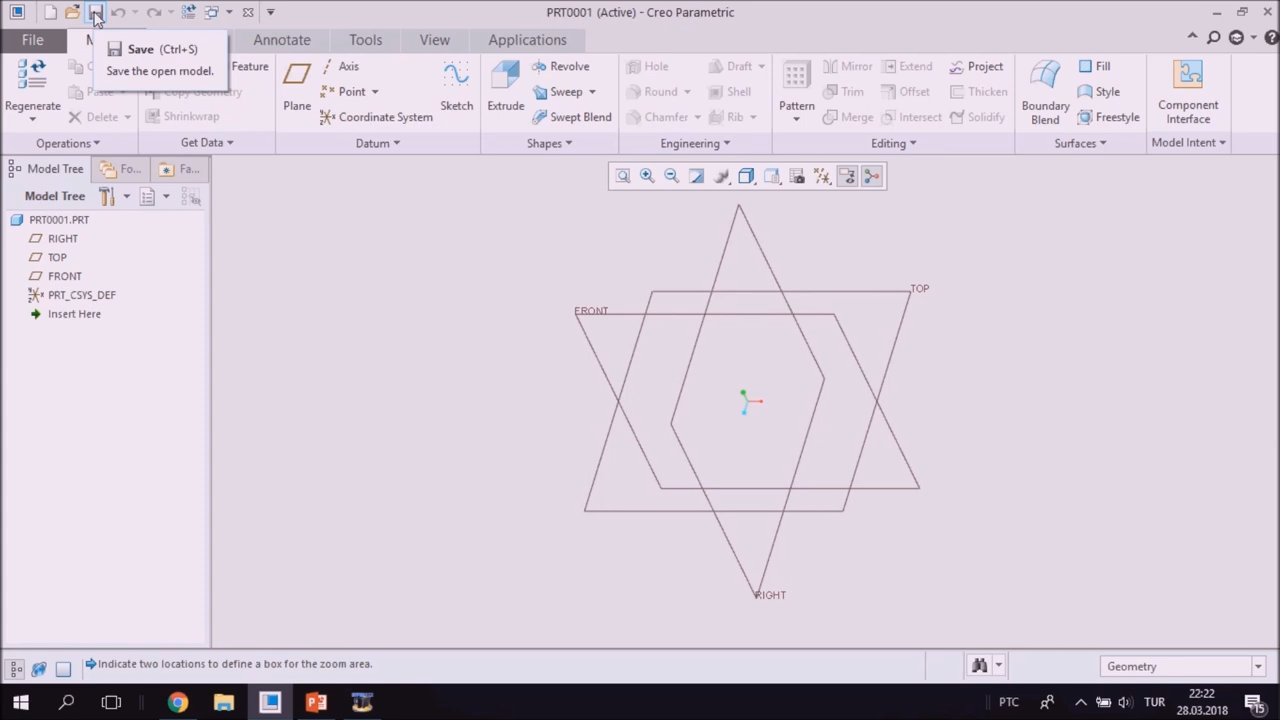 PRT0001 (Active) - Creo Parametric
File
M
Annotate
Tools
View
Applications
Save (Ctrl+S)
Save the open model.
Regenerate
Paste
Delete
Operations
Feature
Copy Geometry
Shrinkwrap
Get Data
Plane
Axis
Point
Coordinate System
Sketch
Datum
Extrude
Revolve
Sweep
Swept Blend
Shapes
Hole
Draft
Round
Shell
Chamfer
Rib
Engineering
Pattern
Mirror
Extend
Project
Trim
Offset
Thicken
Merge
Intersect
Solidify
Editing
Boundary
Blend
Fill
Style
Freestyle
Surfaces
Component
Interface
Model Intent
Model Tree
Fo...
Fa...
Model Tree
PRT0001.PRT
RIGHT
TOP
FRONT
PRT_CSYS_DEF
Insert Here
TOP
FRONT
RIGHT
Indicate two locations to define a box for the zoom area.
Geometry
PTC
TUR
22:22
28.03.2018
15